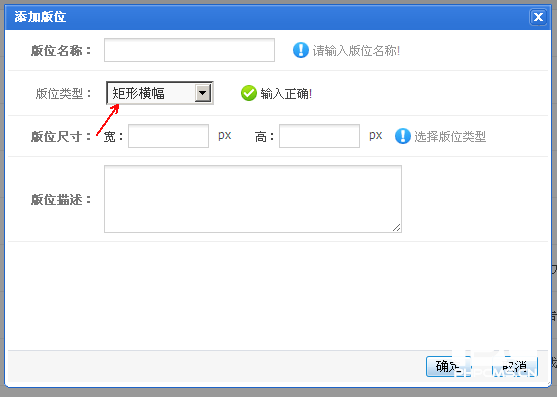 添加版位
版位名称： 请输入版位名称!
版位类型： 矩形横幅 输入正确!
版位尺寸： 宽： px 高： px 选择版位类型
版位描述：
确定 取消